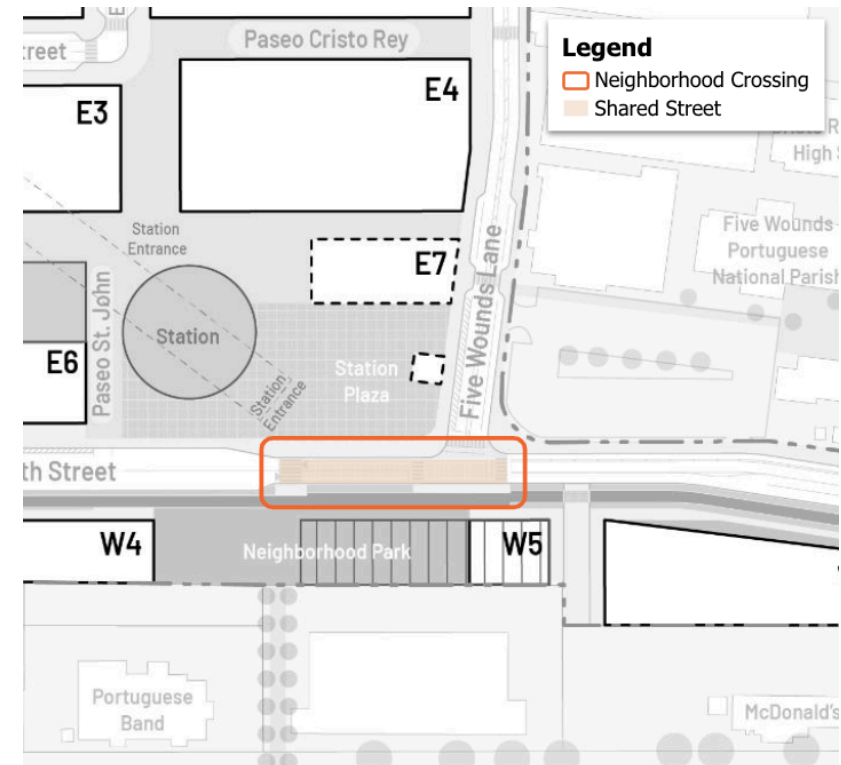 Paseo Cristo Rey
Legend
Neighborhood Crossing
Shared Street
reet
E3
E4
High
Five Wounds
Portuguese
National Parish
Station
Entrance
E7
Five Wounds Lane
Paseo St. John
Station
E6
Station
Plaza
Station
Entrance
th Street
W4
Neighborhood Park
W5
Portuguese
Band
McDonald's